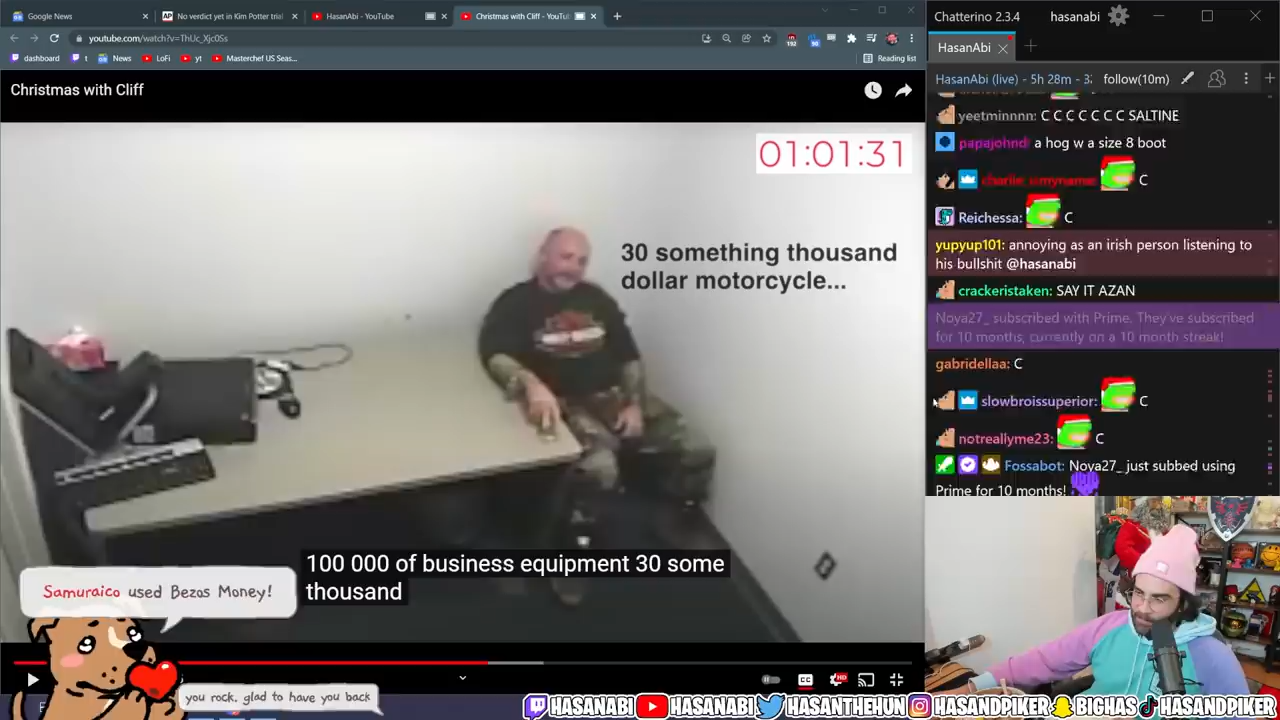 Google News
No verdict yet in Kim Potter trial
HasanAbi - YouTube
Christmas with Cliff - YouTub
youtube.com/watch?v=ThUc_Xjc0Ss
dashboard
t
News
LoFi
yt
Masterchef US Seas...
Reading list
Christmas with Cliff
01:01:31
30 something thousand
dollar motorcycle...
100 000 of business equipment 30 some
thousand
Samuraico used Bezos Money!
you rock, glad to have you back
Chatterino 2.3.4
hasanabi
HasanAbi
HasanAbi (live) - 5h 28m - 3
follow(10m)
yeetminnnn: C C C C C C C SALTINE
papajohnd: a hog w a size 8 boot
C
Reichessa: C
yupyup101: annoying as an irish person listening to
his bullshit @hasanabi
crackeristaken: SAY IT AZAN
Noya27_ subscribed with Prime. They've subscribed
for 10 months, currently on a 10 month streak!
gabridellaa: C
slowbroissuperior: C
notreallyme23: C
Fossabot: Noya27_ just subbed using
Prime for 10 months!
HASANABI
HASANABI
HASANTHEHUN
HASANDPIKER
BIGHAS
HASANDPIKER